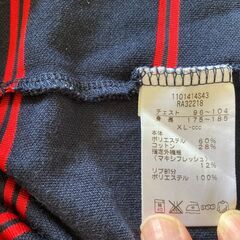 1101414S43
RA32218
チェスト 96~104
身長 175~185
XL-ccc
本体
ポリエステル 60%
コットン 28%
指定外繊維
(マキシフレッシュ)
12%
リブ部分
ポリエステル 100%